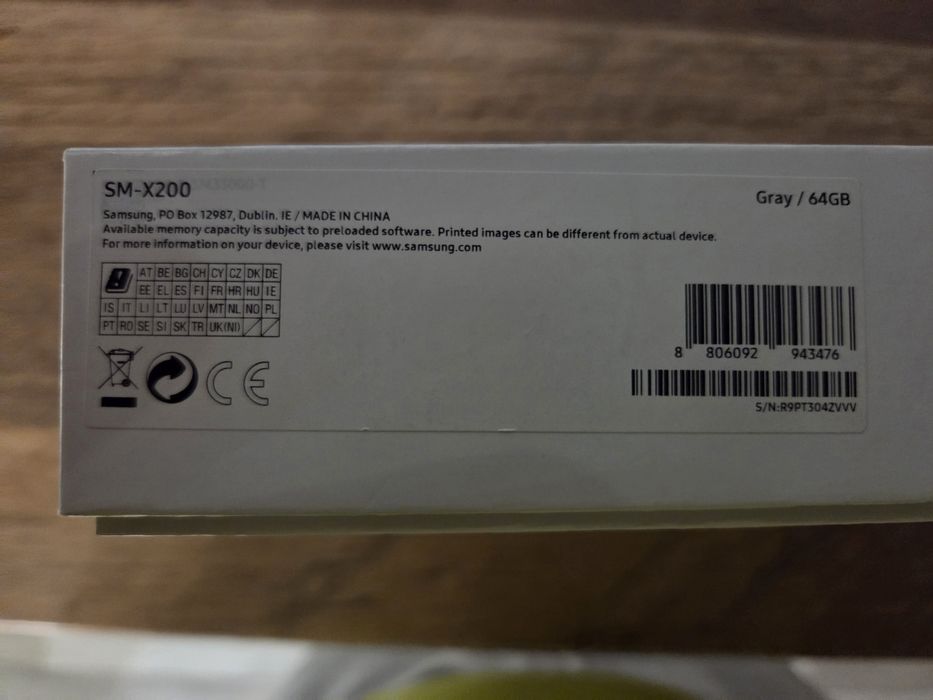 SM-X200
Gray / 64GB
Samsung, PO Box 12987, Dublin. IE / MADE IN CHINA
Available memory capacity is subject to preloaded software. Printed images can be different from actual device.
For more information on your device, please visit www.samsung.com
AT BE BG CH CY CZ DK DE
EE EL ES FI FR HR HU IE
IS IT LI LT LU LV MT NL NO PL
PT RO SE SI SK TR UK(NI)
CE
8 806092 943476
S/N:R9PT304ZVVV